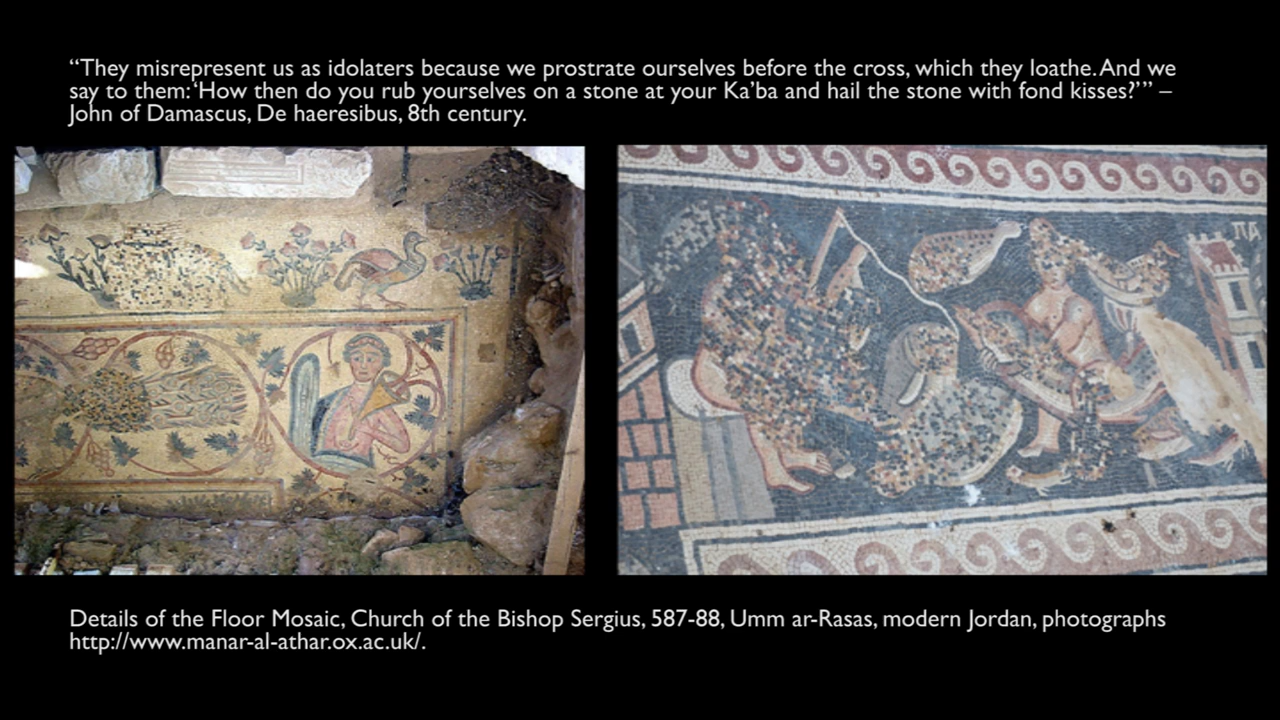 “They misrepresent us as idolaters because we prostrate ourselves before the cross, which they loathe. And we
say to them: ‘How then do you rub yourselves on a stone at your Ka’ba and hail the stone with fond kisses?’” –
John of Damascus, De haeresibus, 8th century.
ΠΑ
Details of the Floor Mosaic, Church of the Bishop Sergius, 587-88, Umm ar-Rasas, modern Jordan, photographs
http://www.manar-al-athar.ox.ac.uk/.